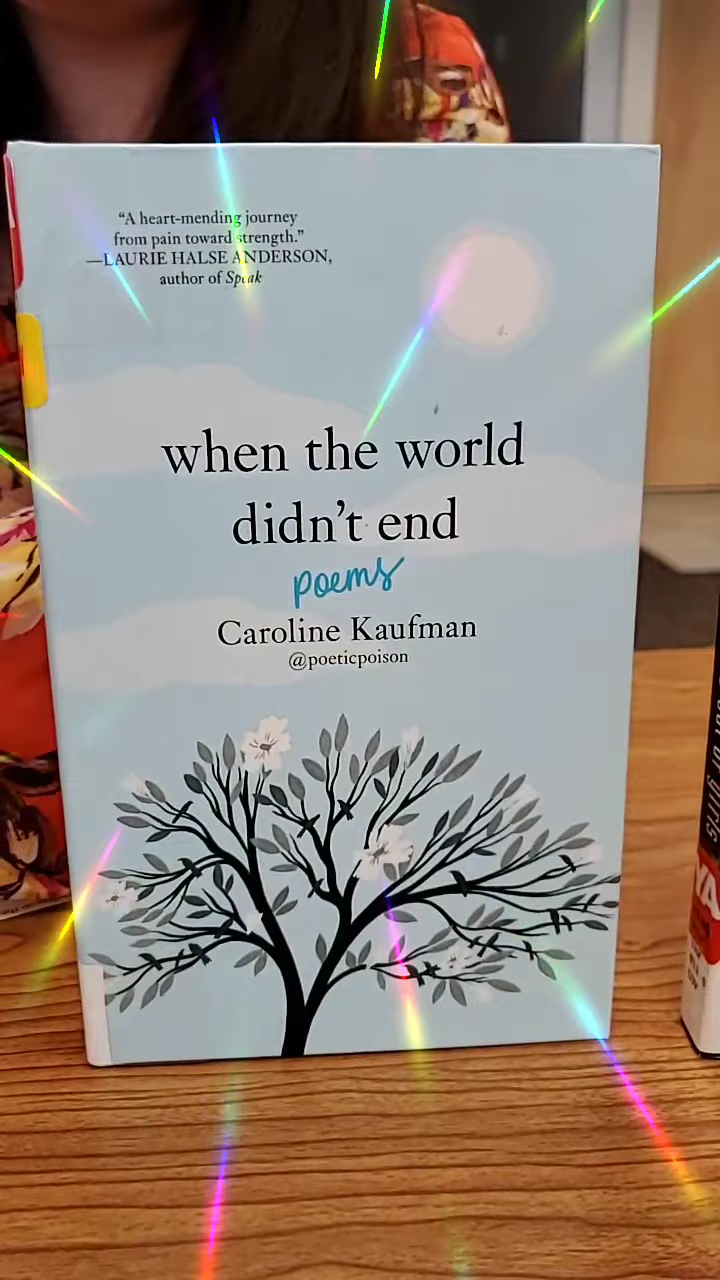 “A heart-mending journey
from pain toward strength.”
—LAURIE HALSE ANDERSON,
author of Speak
when the world
didn’t end
poems
Caroline Kaufman
@poeticpoison